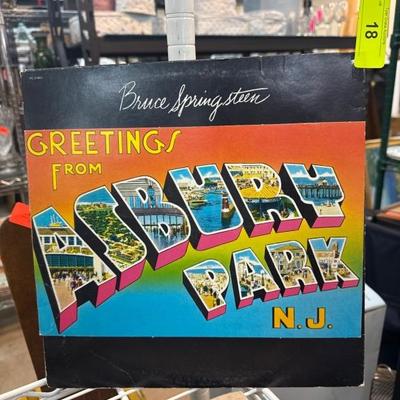 18
Bruce Springsteen
GREETINGS
FROM
ASBURY
PARK
N.J.